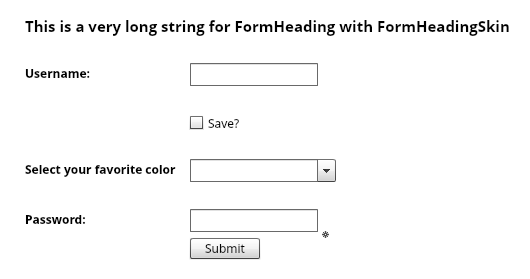 This is a very long string for FormHeading with FormHeadingSkin
Username:
Save?
Select your favorite color
Password:
Submit